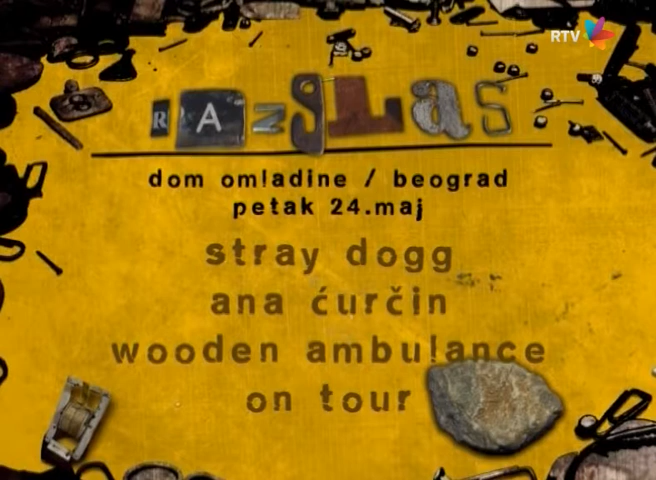 RTV
RAzgLas
dom omladine / beograd
petak 24.maj
stray dogg
ana ćurčin
wooden ambulance
on tour